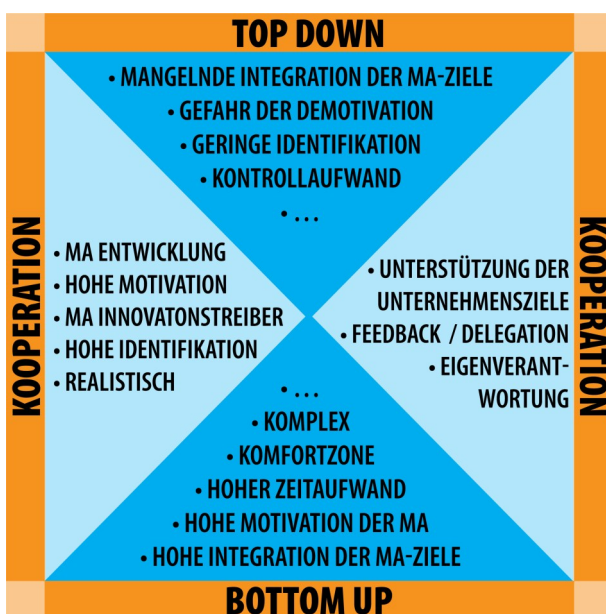 TOP DOWN
• MANGELNDE INTEGRATION DER MA-ZIELE
• GEFAHR DER DEMOTIVATION
• GERINGE IDENTIFIKATION
• KONTROLLAUFWAND
• ...
KOOPERATION
• MA ENTWICKLUNG
• HOHE MOTIVATION
• MA INNOVATONSTREIBER
• HOHE IDENTIFIKATION
• REALISTISCH
• UNTERSTÜTZUNG DER
UNTERNEHMENSZIELE
• FEEDBACK / DELEGATION
• EIGENVERANT-
WORTUNG
KOOPERATION
• ...
• KOMPLEX
• KOMFORTZONE
• HOHER ZEITAUFWAND
• HOHE MOTIVATION DER MA
• HOHE INTEGRATION DER MA-ZIELE
BOTTOM UP